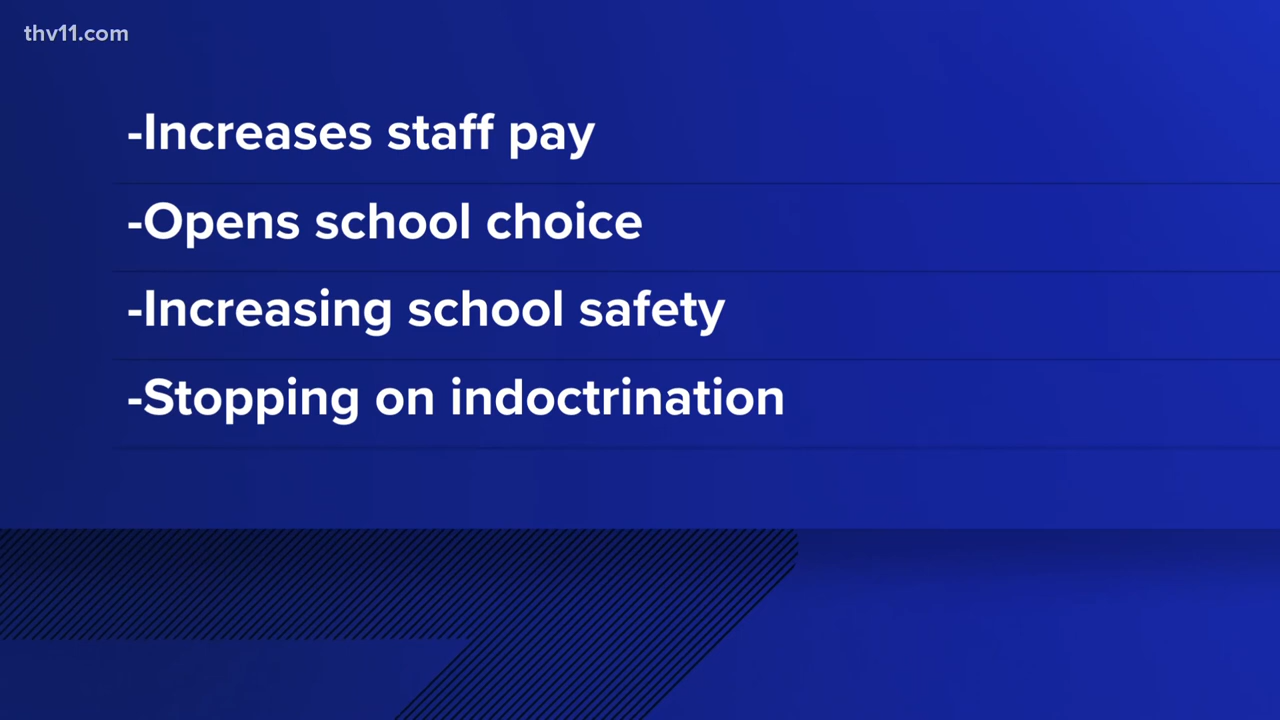 thv11.com
-Increases staff pay
-Opens school choice
-Increasing school safety
-Stopping on indoctrination